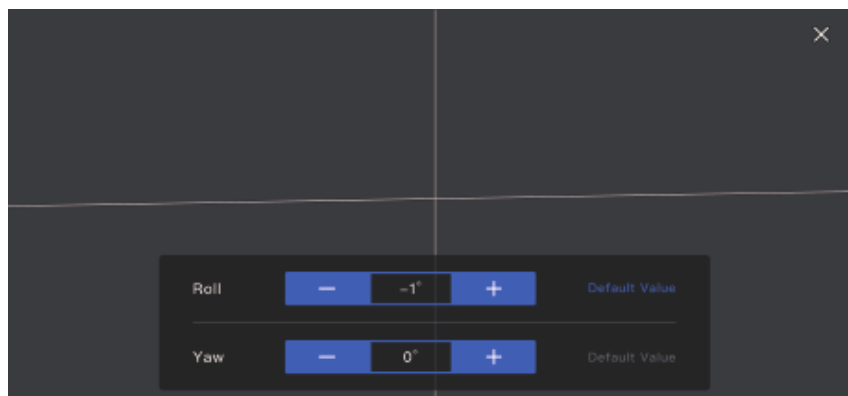 Roll − -1° + Default Value
Yaw − 0° + Default Value